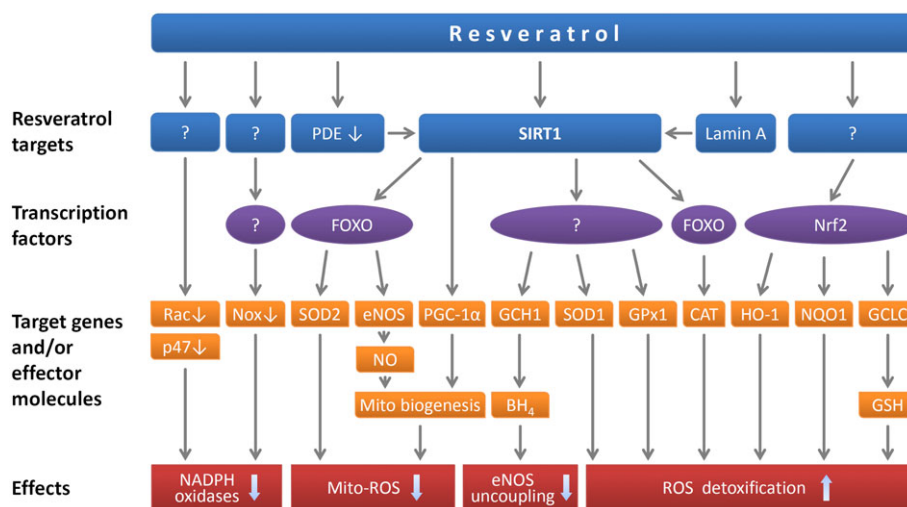 Resveratrol
Resveratrol
targets
? ? PDE ↓ SIRT1 Lamin A ?
Transcription
factors
? FOXO ? FOXO Nrf2
Target genes
and/or
effector
molecules
Rac↓ Nox↓ SOD2 eNOS PGC-1α GCH1 SOD1 GPx1 CAT HO-1 NQO1 GCLC
p47↓ NO
Mito biogenesis BH₄ GSH
Effects
NADPH
oxidases
Mito-ROS
eNOS
uncoupling
ROS detoxification